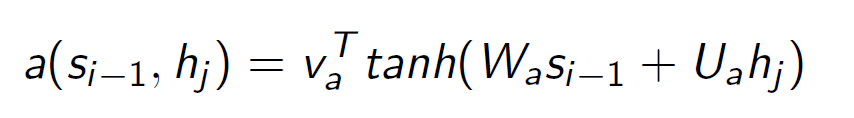 a(s_{i−1}, h_j) = v_a^T tanh(W_a s_{i−1} + U_a h_j)